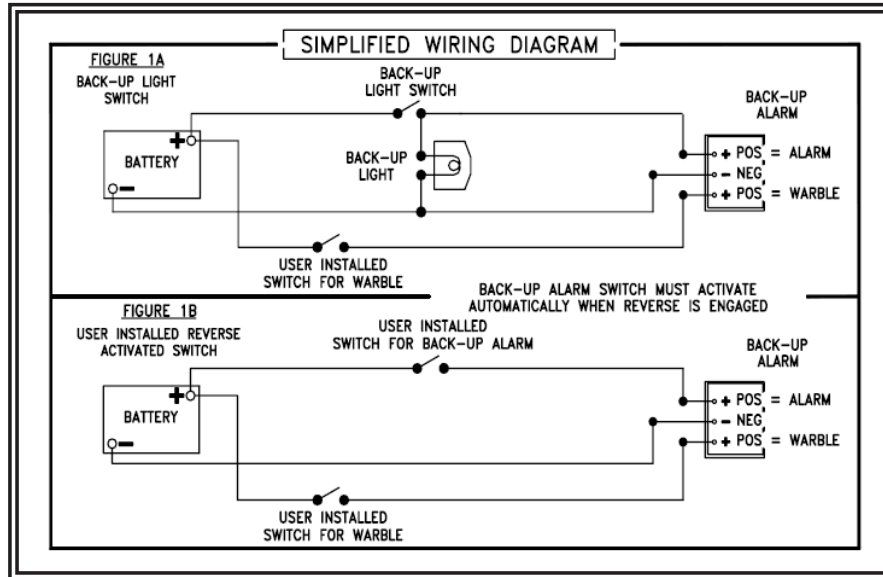 SIMPLIFIED WIRING DIAGRAM
FIGURE 1A
BACK-UP LIGHT
SWITCH
BACK-UP
LIGHT SWITCH
BACK-UP
ALARM
+
BATTERY
-
BACK-UP
LIGHT
+ POS = ALARM
- NEG
+ POS = WARBLE
USER INSTALLED
SWITCH FOR WARBLE
BACK-UP ALARM SWITCH MUST ACTIVATE
AUTOMATICALLY WHEN REVERSE IS ENGAGED
FIGURE 1B
USER INSTALLED REVERSE
ACTIVATED SWITCH
USER INSTALLED
SWITCH FOR BACK-UP ALARM
BACK-UP
ALARM
+
BATTERY
-
+ POS = ALARM
- NEG
+ POS = WARBLE
USER INSTALLED
SWITCH FOR WARBLE